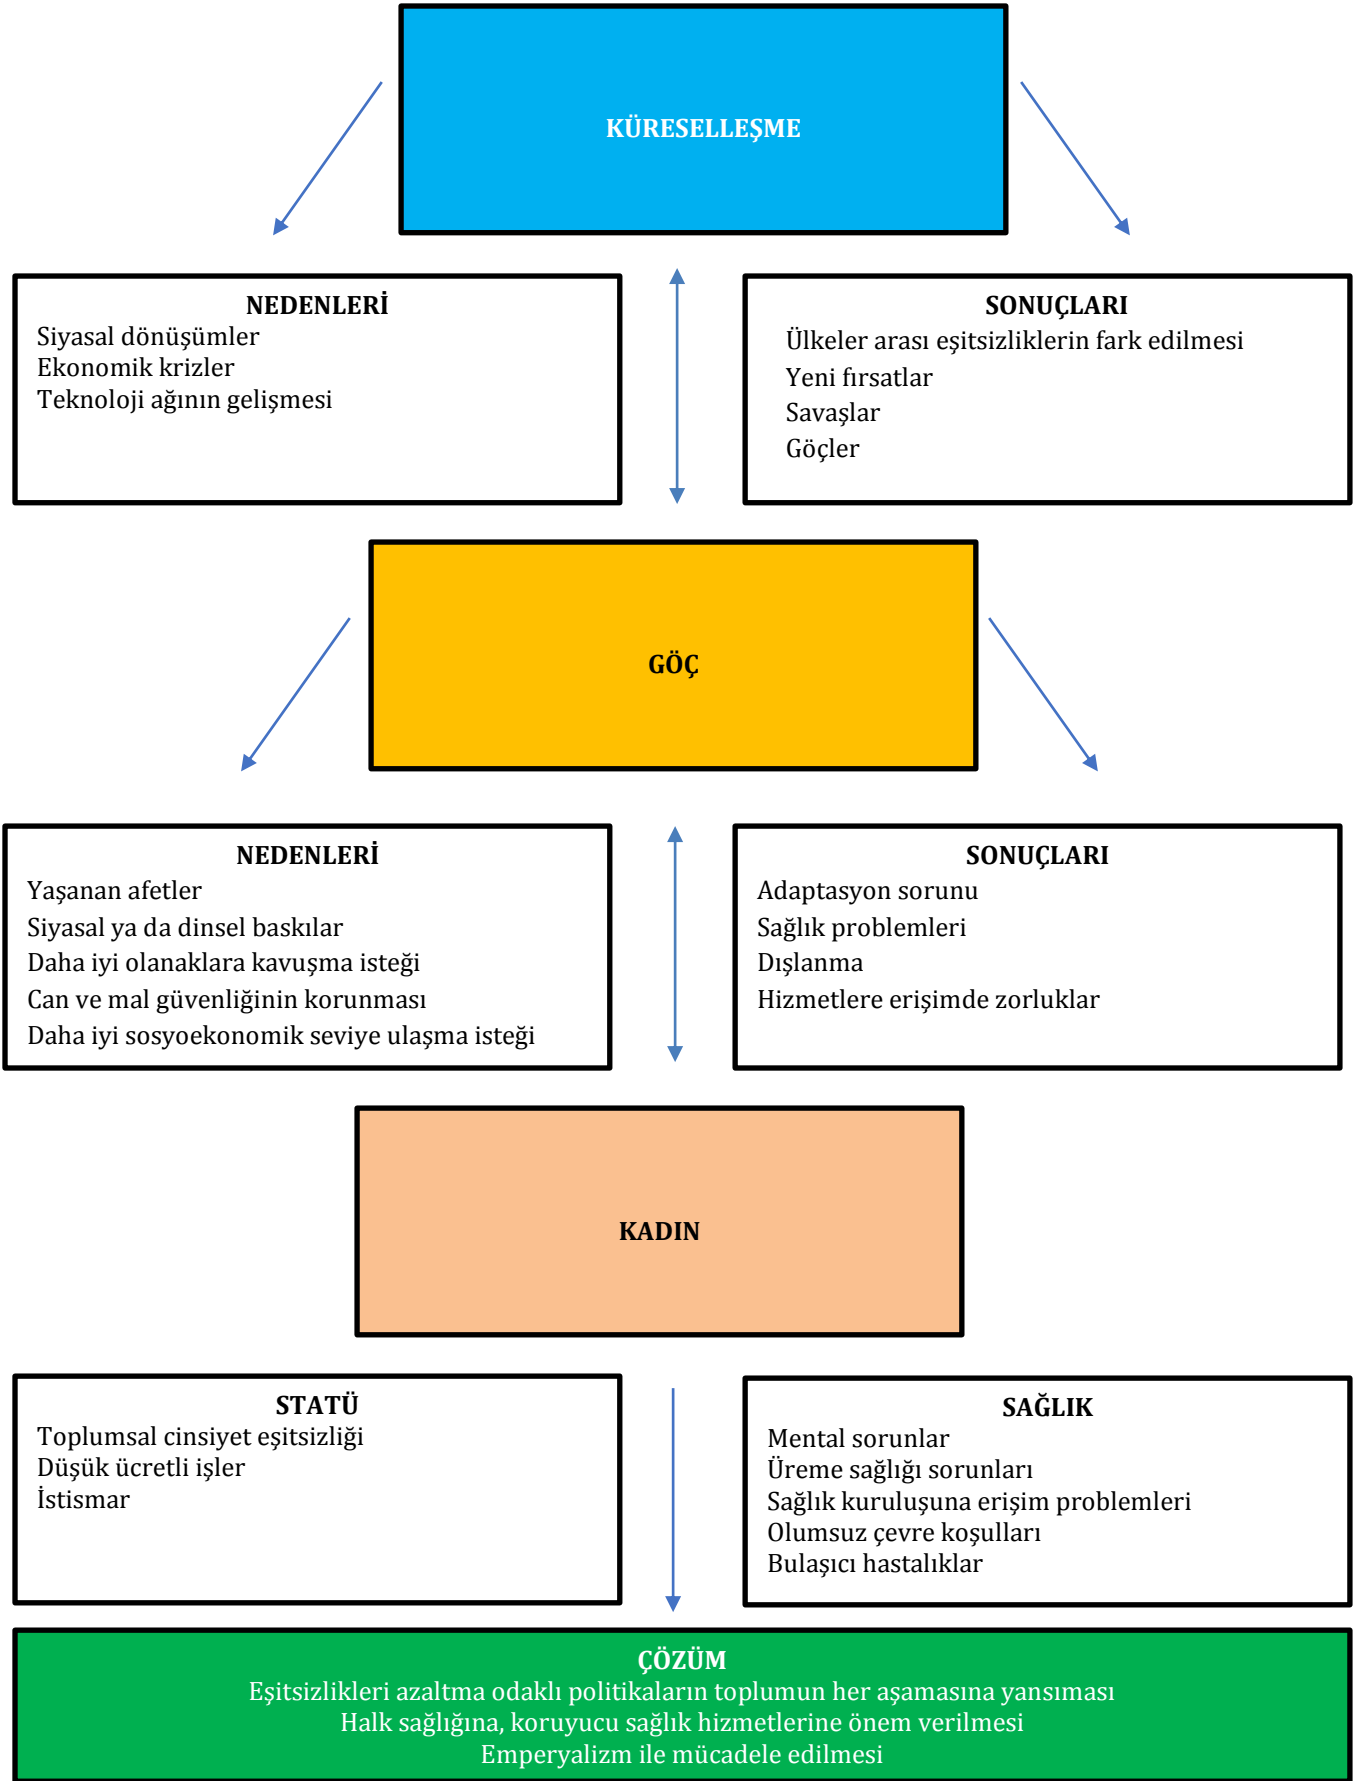 KÜRESELLEŞME
NEDENLERİ
Siyasal dönüşümler
Ekonomik krizler
Teknoloji ağının gelişmesi
SONUÇLARI
Ülkeler arası eşitsizliklerin fark edilmesi
Yeni fırsatlar
Savaşlar
Göçler
GÖÇ
NEDENLERİ
Yaşanan afetler
Siyasal ya da dinsel baskılar
Daha iyi olanaklara kavuşma isteği
Can ve mal güvenliğinin korunması
Daha iyi sosyoekonomik seviye ulaşma isteği
SONUÇLARI
Adaptasyon sorunu
Sağlık problemleri
Dışlanma
Hizmetlere erişimde zorluklar
KADIN
STATÜ
Toplumsal cinsiyet eşitsizliği
Düşük ücretli işler
İstismar
SAĞLIK
Mental sorunlar
Üreme sağlığı sorunları
Sağlık kuruluşuna erişim problemleri
Olumsuz çevre koşulları
Bulaşıcı hastalıklar
ÇÖZÜM
Eşitsizlikleri azaltma odaklı politikaların toplumun her aşamasına yansıması
Halk sağlığına, koruyucu sağlık hizmetlerine önem verilmesi
Emperyalizm ile mücadele edilmesi